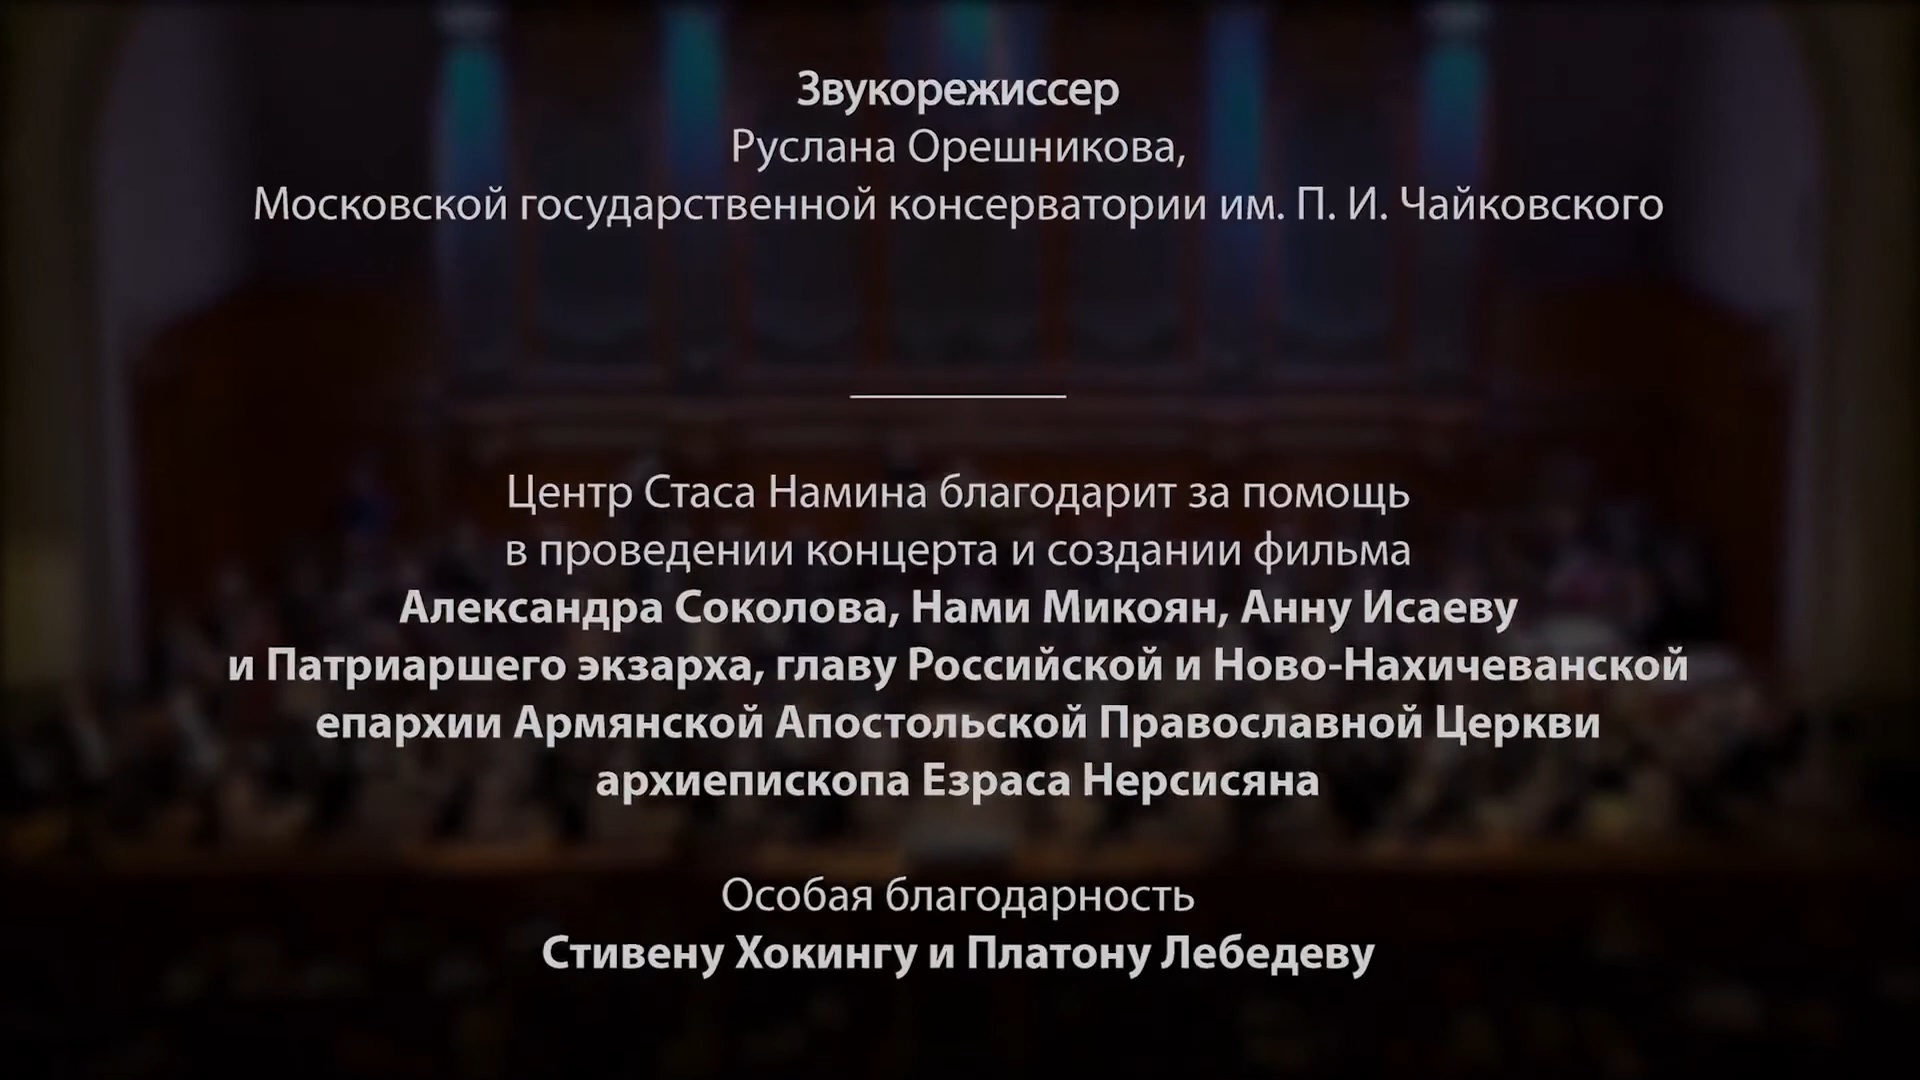 Звукорежиссер
Руслана Орешникова,
Московской государственной консерватории им. П. И. Чайковского
Центр Стаса Намина благодарит за помощь
в проведении концерта и создании фильма
Александра Соколова, Нами Микоян, Анну Исаеву
и Патриаршего экзарха, главу Российской и Ново-Нахичеванской
епархии Армянской Апостольской Православной Церкви
архиепископа Езраса Нерсисяна
Особая благодарность
Стивену Хокингу и Платону Лебедеву